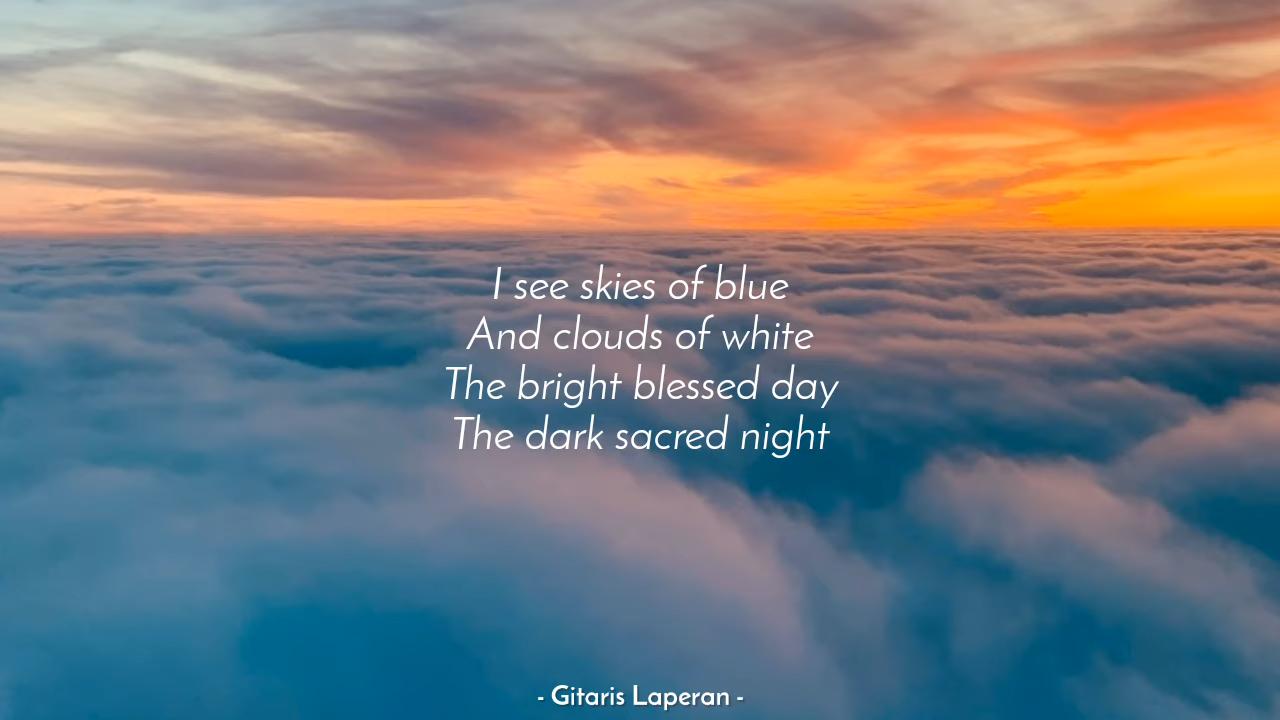 I see skies of blue
And clouds of white
The bright blessed day
The dark sacred night
- Gitaris Laperan -